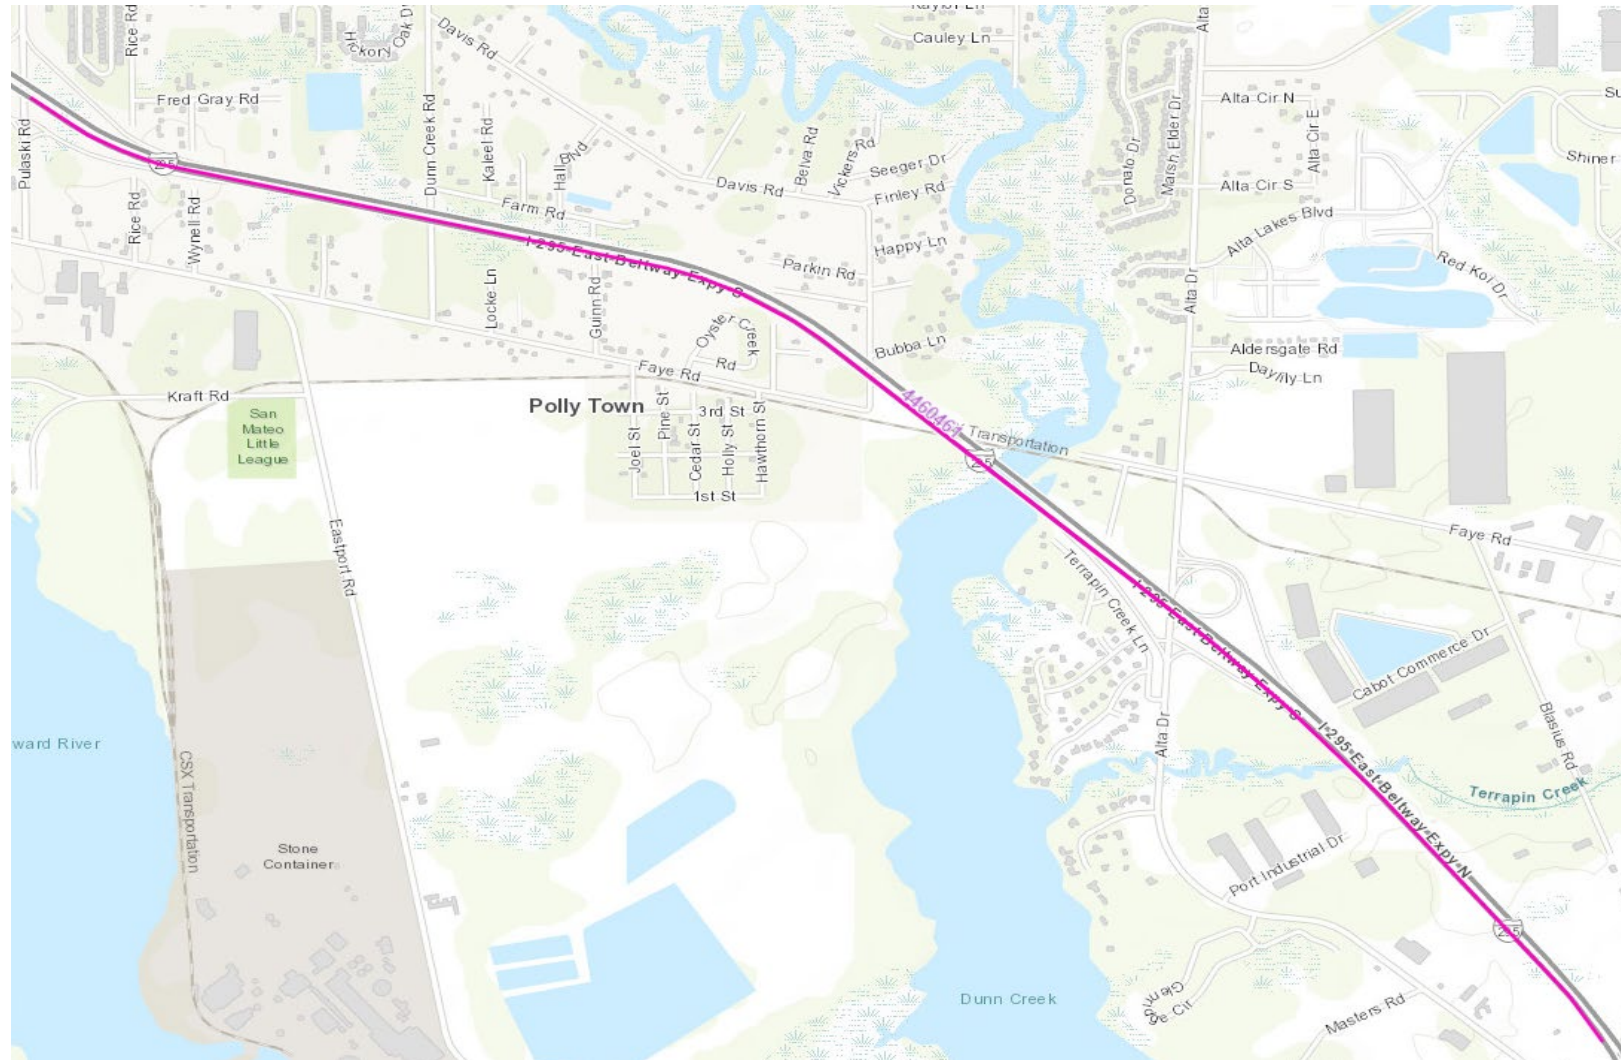 Rice Rd
Hickory
Oak D
Davis Rd
Cauley Ln
Alta
Fred Gray Rd
Dunn Creek Rd
Alta Cir N
Su
Pulaski Rd
Kaleel Rd
Hall
Blvd
Belva Rd
Vickers Rd
Seeger Dr
Donato Dr
Marsh Elder Dr
Alta Cir E
Shiner
295
Davis Rd
Finley Rd
Alta Cir S
Rice Rd
Wynell Rd
Farm Rd
Alta Lakes Blvd
I-295-East-Beltway-Expy-S
Happy Ln
Parkin Rd
Red Koi Dr
Locke Ln
Guinn Rd
Alta Dr
Oyster Creek
Rd
Bubba Ln
Aldersgate Rd
Daylily Ln
Faye Rd
Kraft Rd
Polly Town
4460461
San
Mateo
Little
League
Joel St
Pine St
3rd St
Cedar St
Holly St
Hawthorn St
Transportation
295
1st St
Eastport Rd
Faye Rd
Terrapin Creek Ln
I-295-East-Beltway-Expy-S
Cabot Commerce Dr
ward River
CSX Transportation
Alta Dr
I-295-East-Beltway-Expy-N
Blasius Rd
Terrapin Creek
Stone
Container
Port Industrial Dr
295
Dunn Creek
Masters Rd